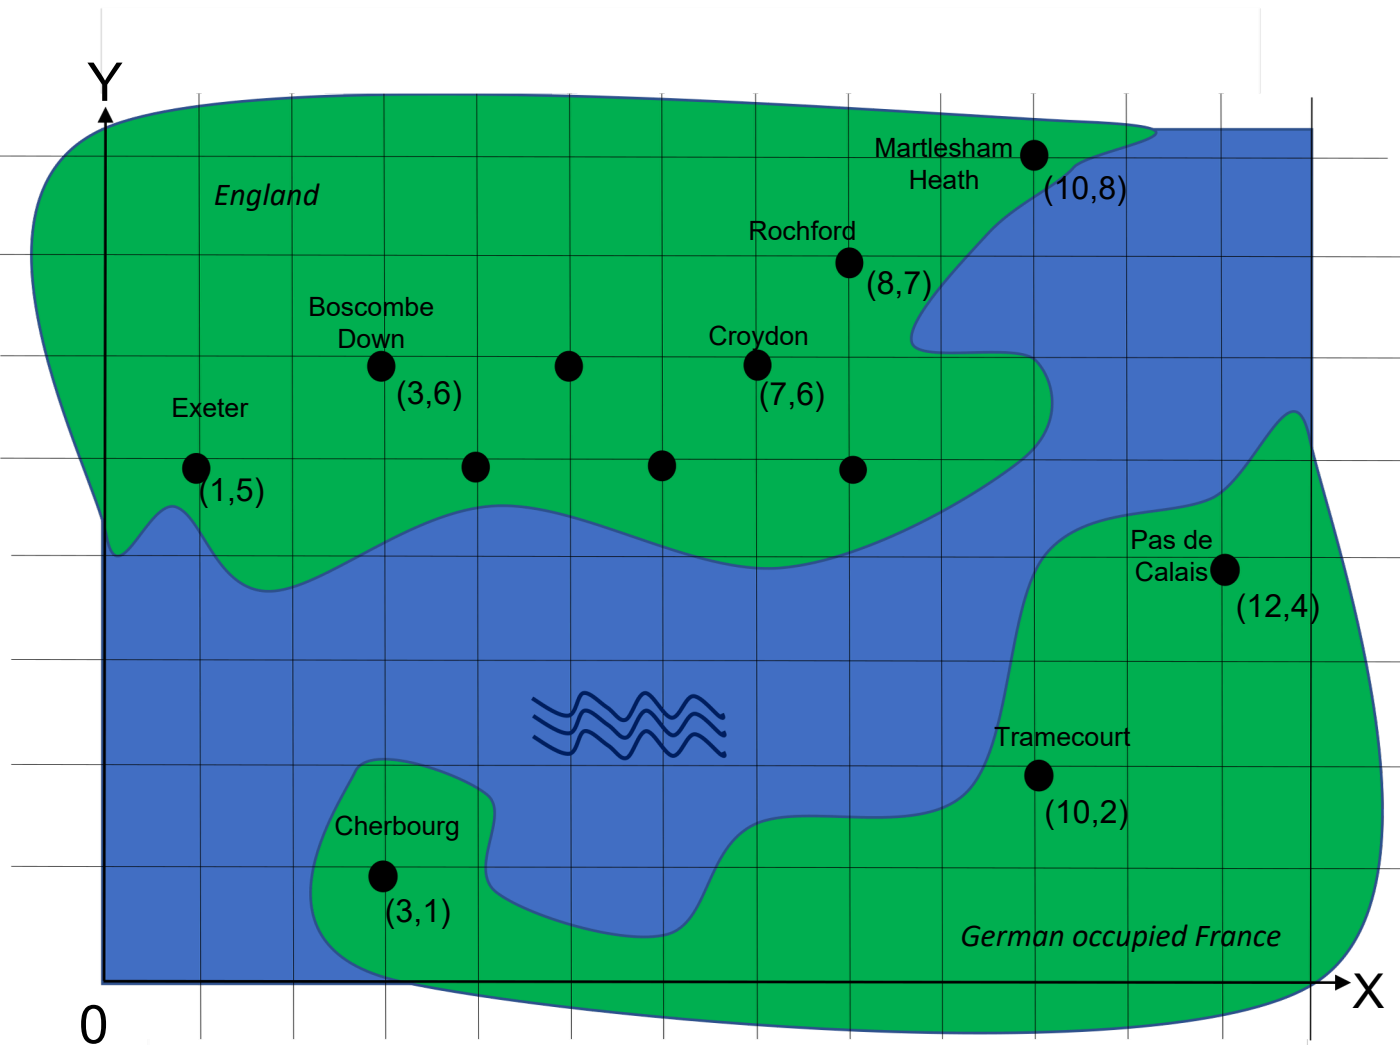 Y
Martlesham
Heath
(10,8)
England
Rochford
(8,7)
Boscombe
Down
(3,6)
Croydon
(7,6)
Exeter
(1,5)
Pas de
Calais
(12,4)
Tramecourt
(10,2)
Cherbourg
(3,1)
German occupied France
X
0